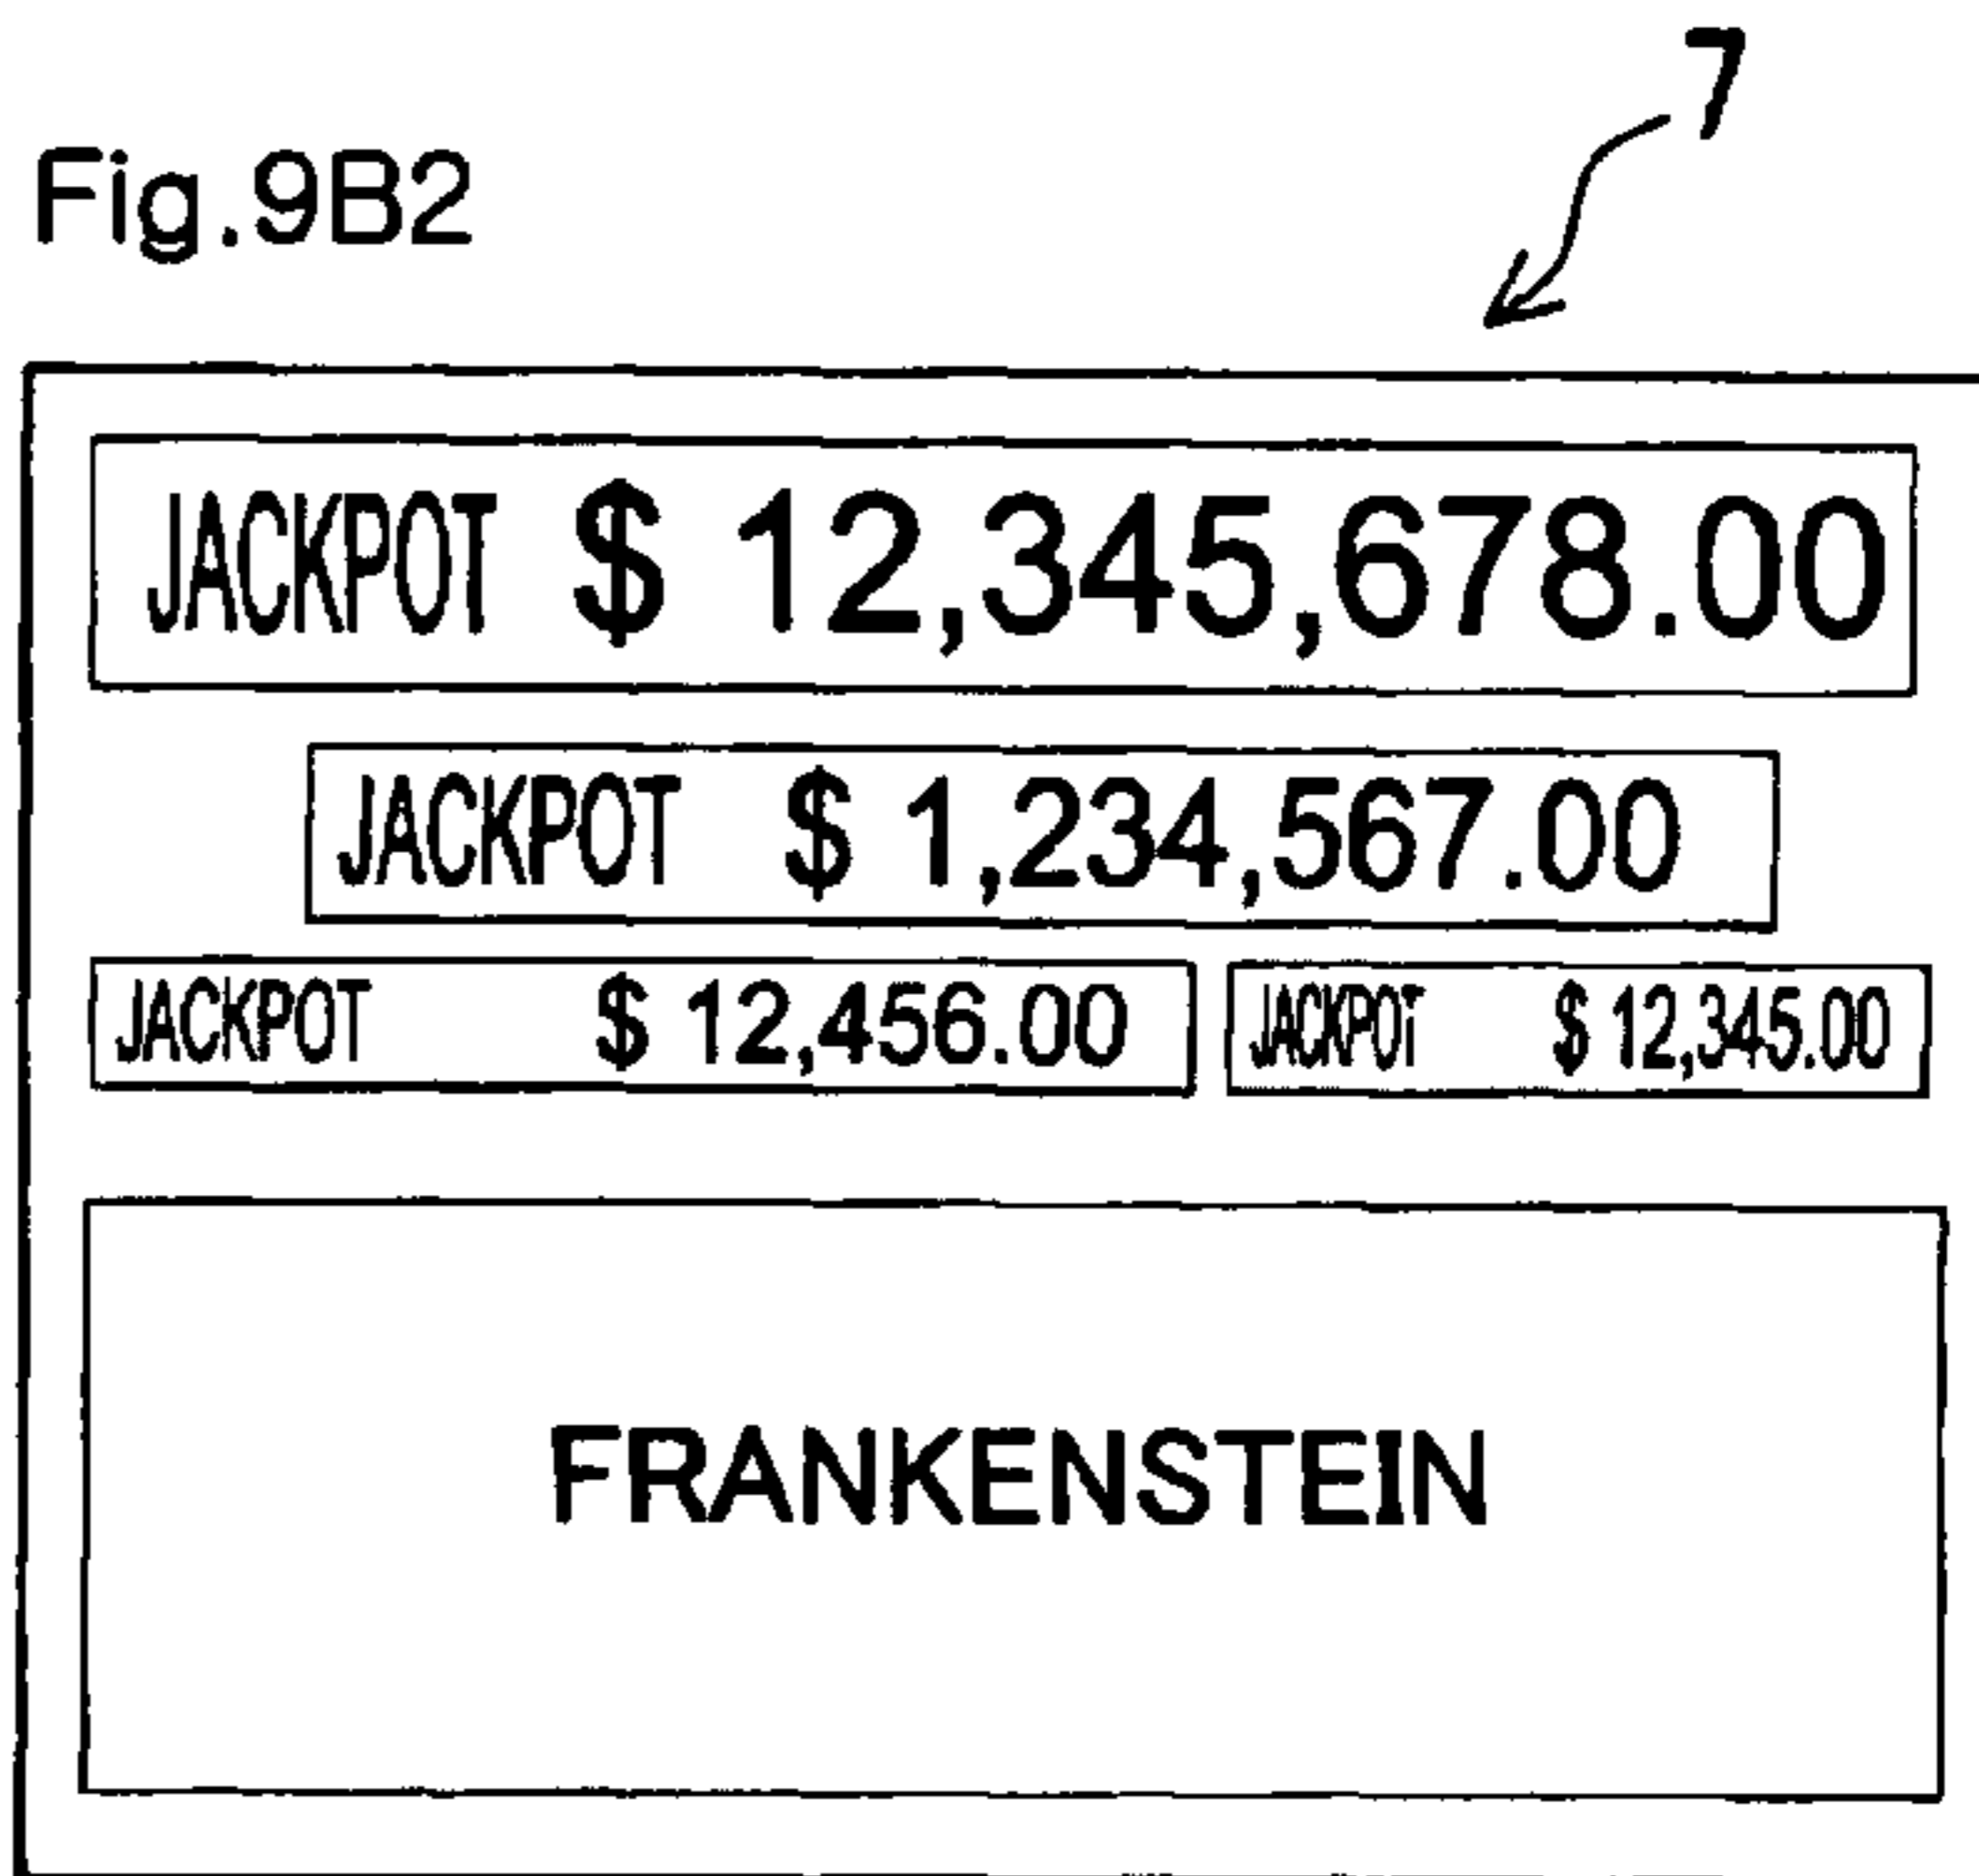 7
Fig.9B2
JACKPOT $ 12,345,678.00
JACKPOT $ 1,234,567.00
JACKPOT $ 12,456.00
JACKPOT $ 12,345.00
FRANKENSTEIN